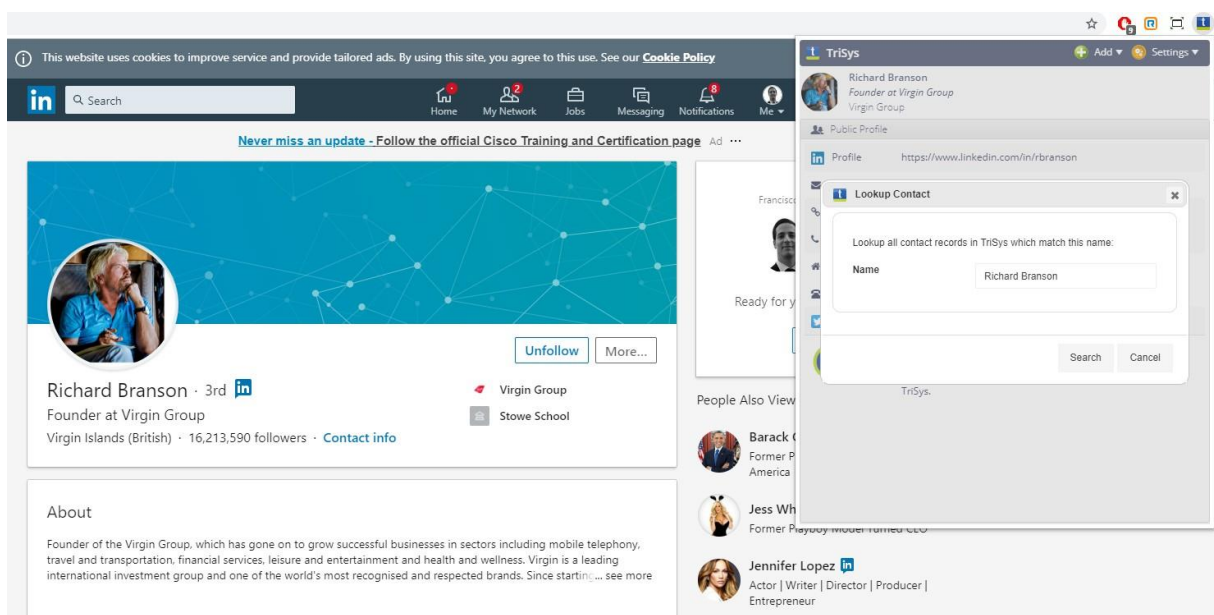 9
This website uses cookies to improve service and provide tailored ads. By using this site, you agree to this use. See our Cookie Policy
in
Search
Home
2
My Network
Jobs
Messaging
8
Notifications
Me
Never miss an update - Follow the official Cisco Training and Certification page Ad ...
Unfollow
More...
Richard Branson · 3rd in
Founder at Virgin Group
Virgin Islands (British) · 16,213,590 followers · Contact info
Virgin Group
Stowe School
About
Founder of the Virgin Group, which has gone on to grow successful businesses in sectors including mobile telephony,
travel and transportation, financial services, leisure and entertainment and health and wellness. Virgin is a leading
international investment group and one of the world's most recognised and respected brands. Since starting... see more
Ready for y
People Also View
Barack
Former P
America
Jess Wh
Former Playboy Model Turned CEO
Jennifer Lopez in
Actor | Writer | Director | Producer |
Entrepreneur
t TriSys
Add
Settings
Richard Branson
Founder at Virgin Group
Virgin Group
Public Profile
in Profile https://www.linkedin.com/in/rbranson
t Lookup Contact
Lookup all contact records in TriSys which match this name:
Name
Richard Branson
Search
Cancel
TriSys.